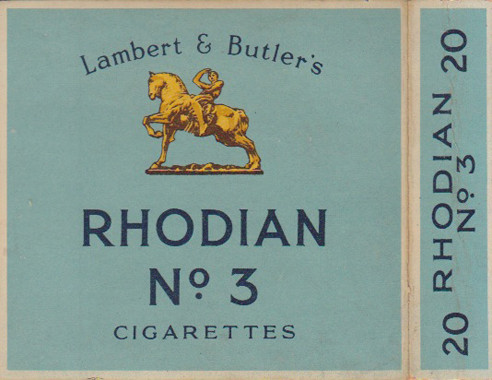 Lambert & Butler's
RHODIAN
Nº 3
CIGARETTES
20 RHODIAN 20
Nº 3